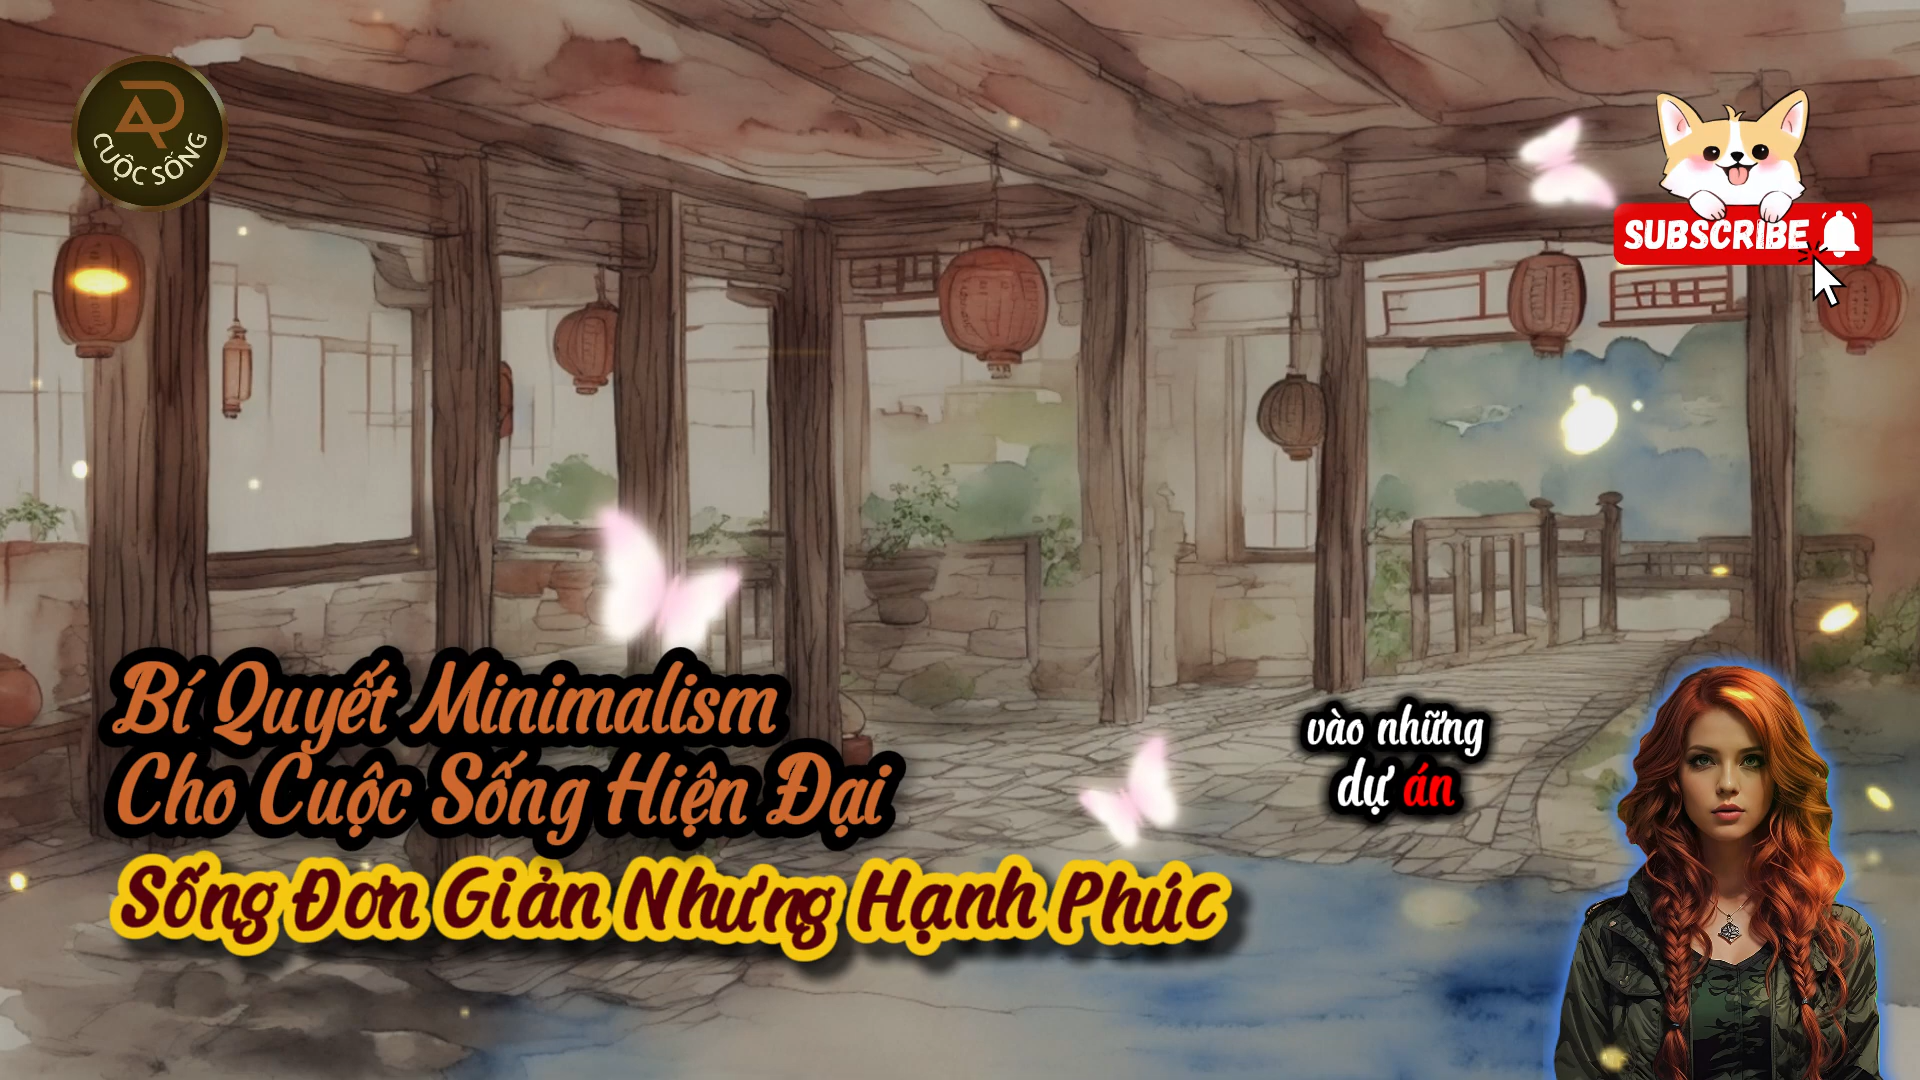 CUỘC SỐNG
SUBSCRIBE
Bí Quyết Minimalism
Cho Cuộc Sống Hiện Đại
Sống Đơn Giản Nhưng Hạnh Phúc
vào những
dự án